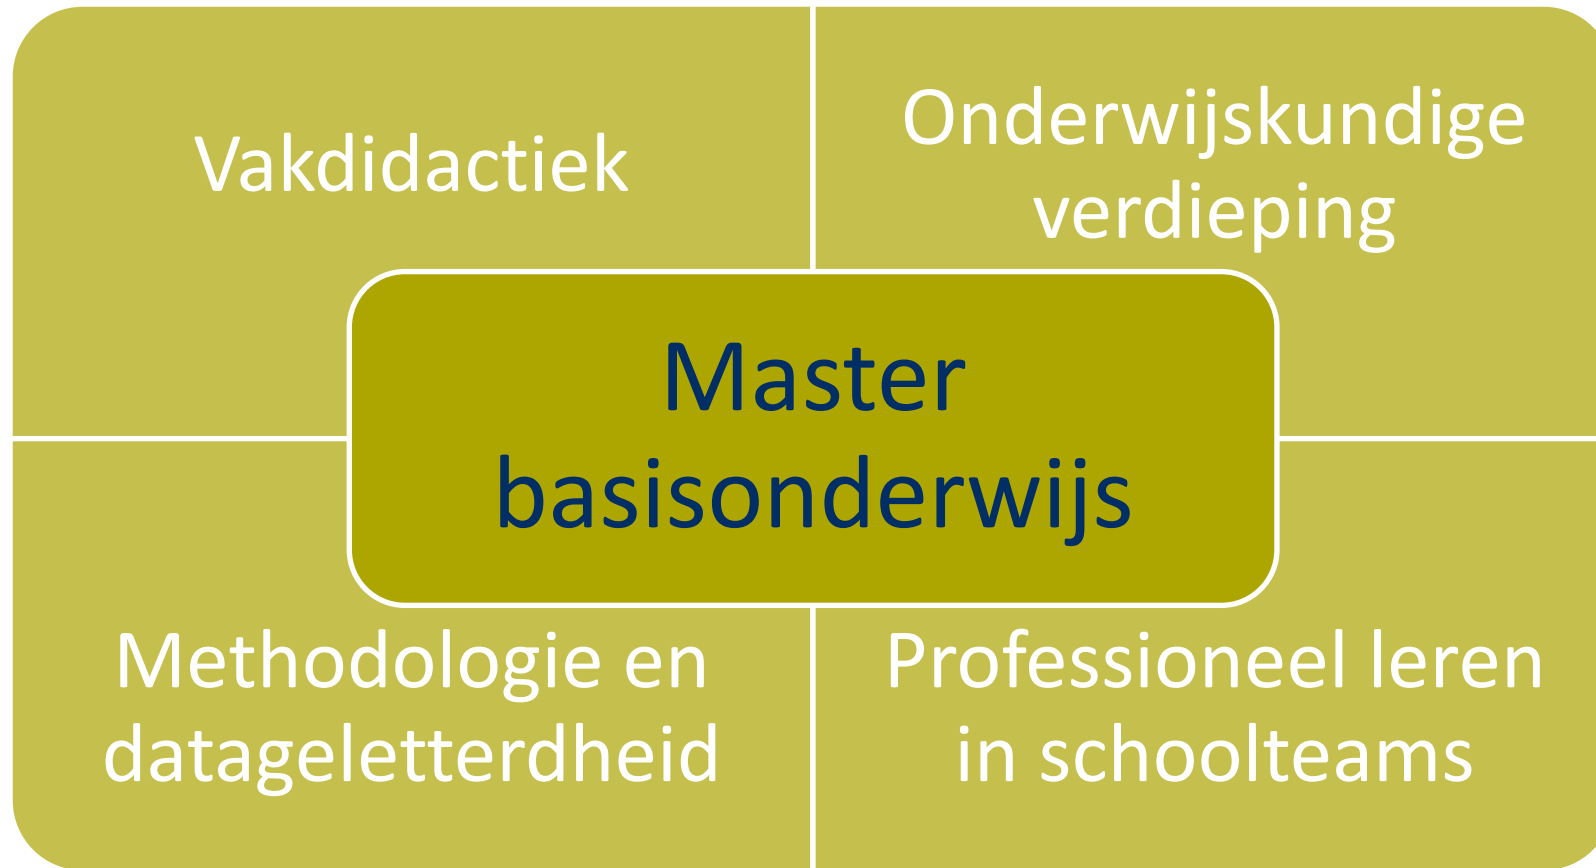 Vakdidactiek
Onderwijskundige
verdieping
Master
basisonderwijs
Methodologie en
datageletterdheid
Professioneel leren
in schoolteams